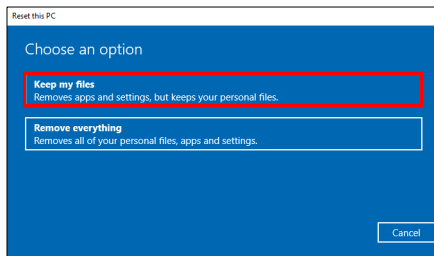 Reset this PC
Choose an option
Keep my files
Removes apps and settings, but keeps your personal files.
Remove everything
Removes all of your personal files, apps and settings.
Cancel